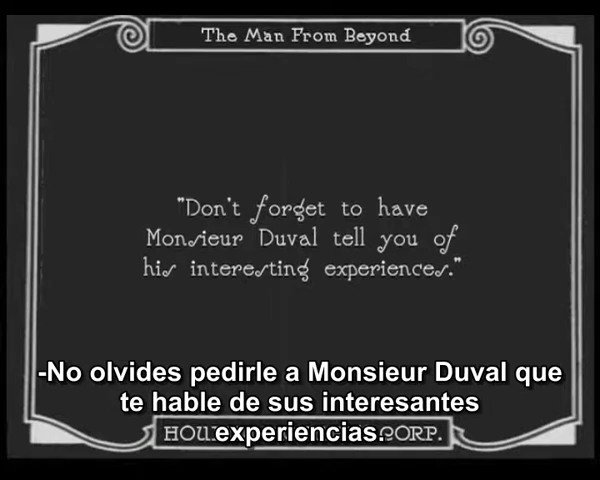 The Man From Beyond
"Don't forget to have
Monsieur Duval tell you of
his interesting experiences."
-No olvides pedirle a Monsieur Duval que
te hable de sus interesantes
experiencias.
CORP.